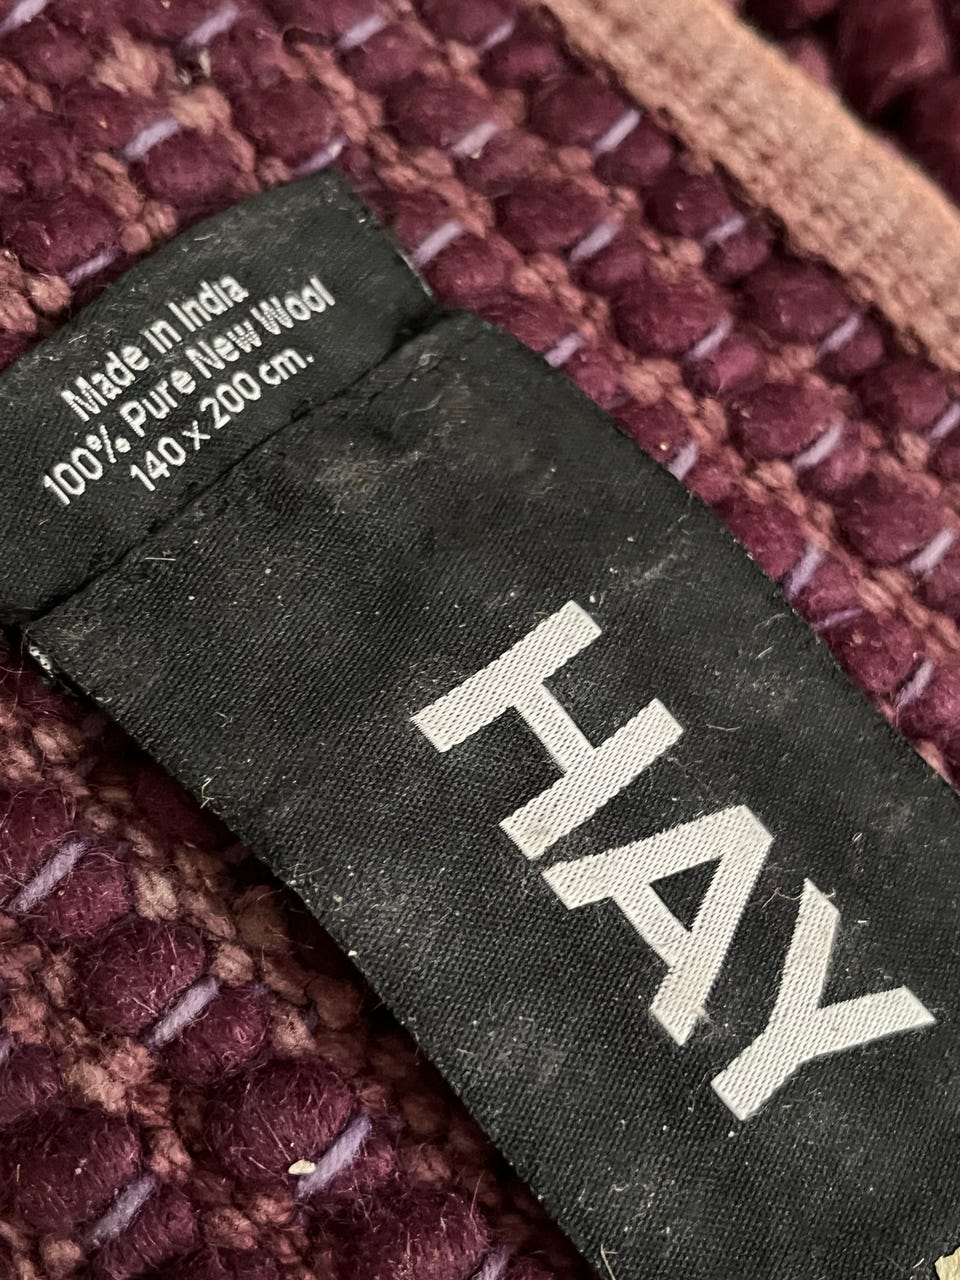 Made in India
100% Pure New Wool
140 x 200 cm.
HAY